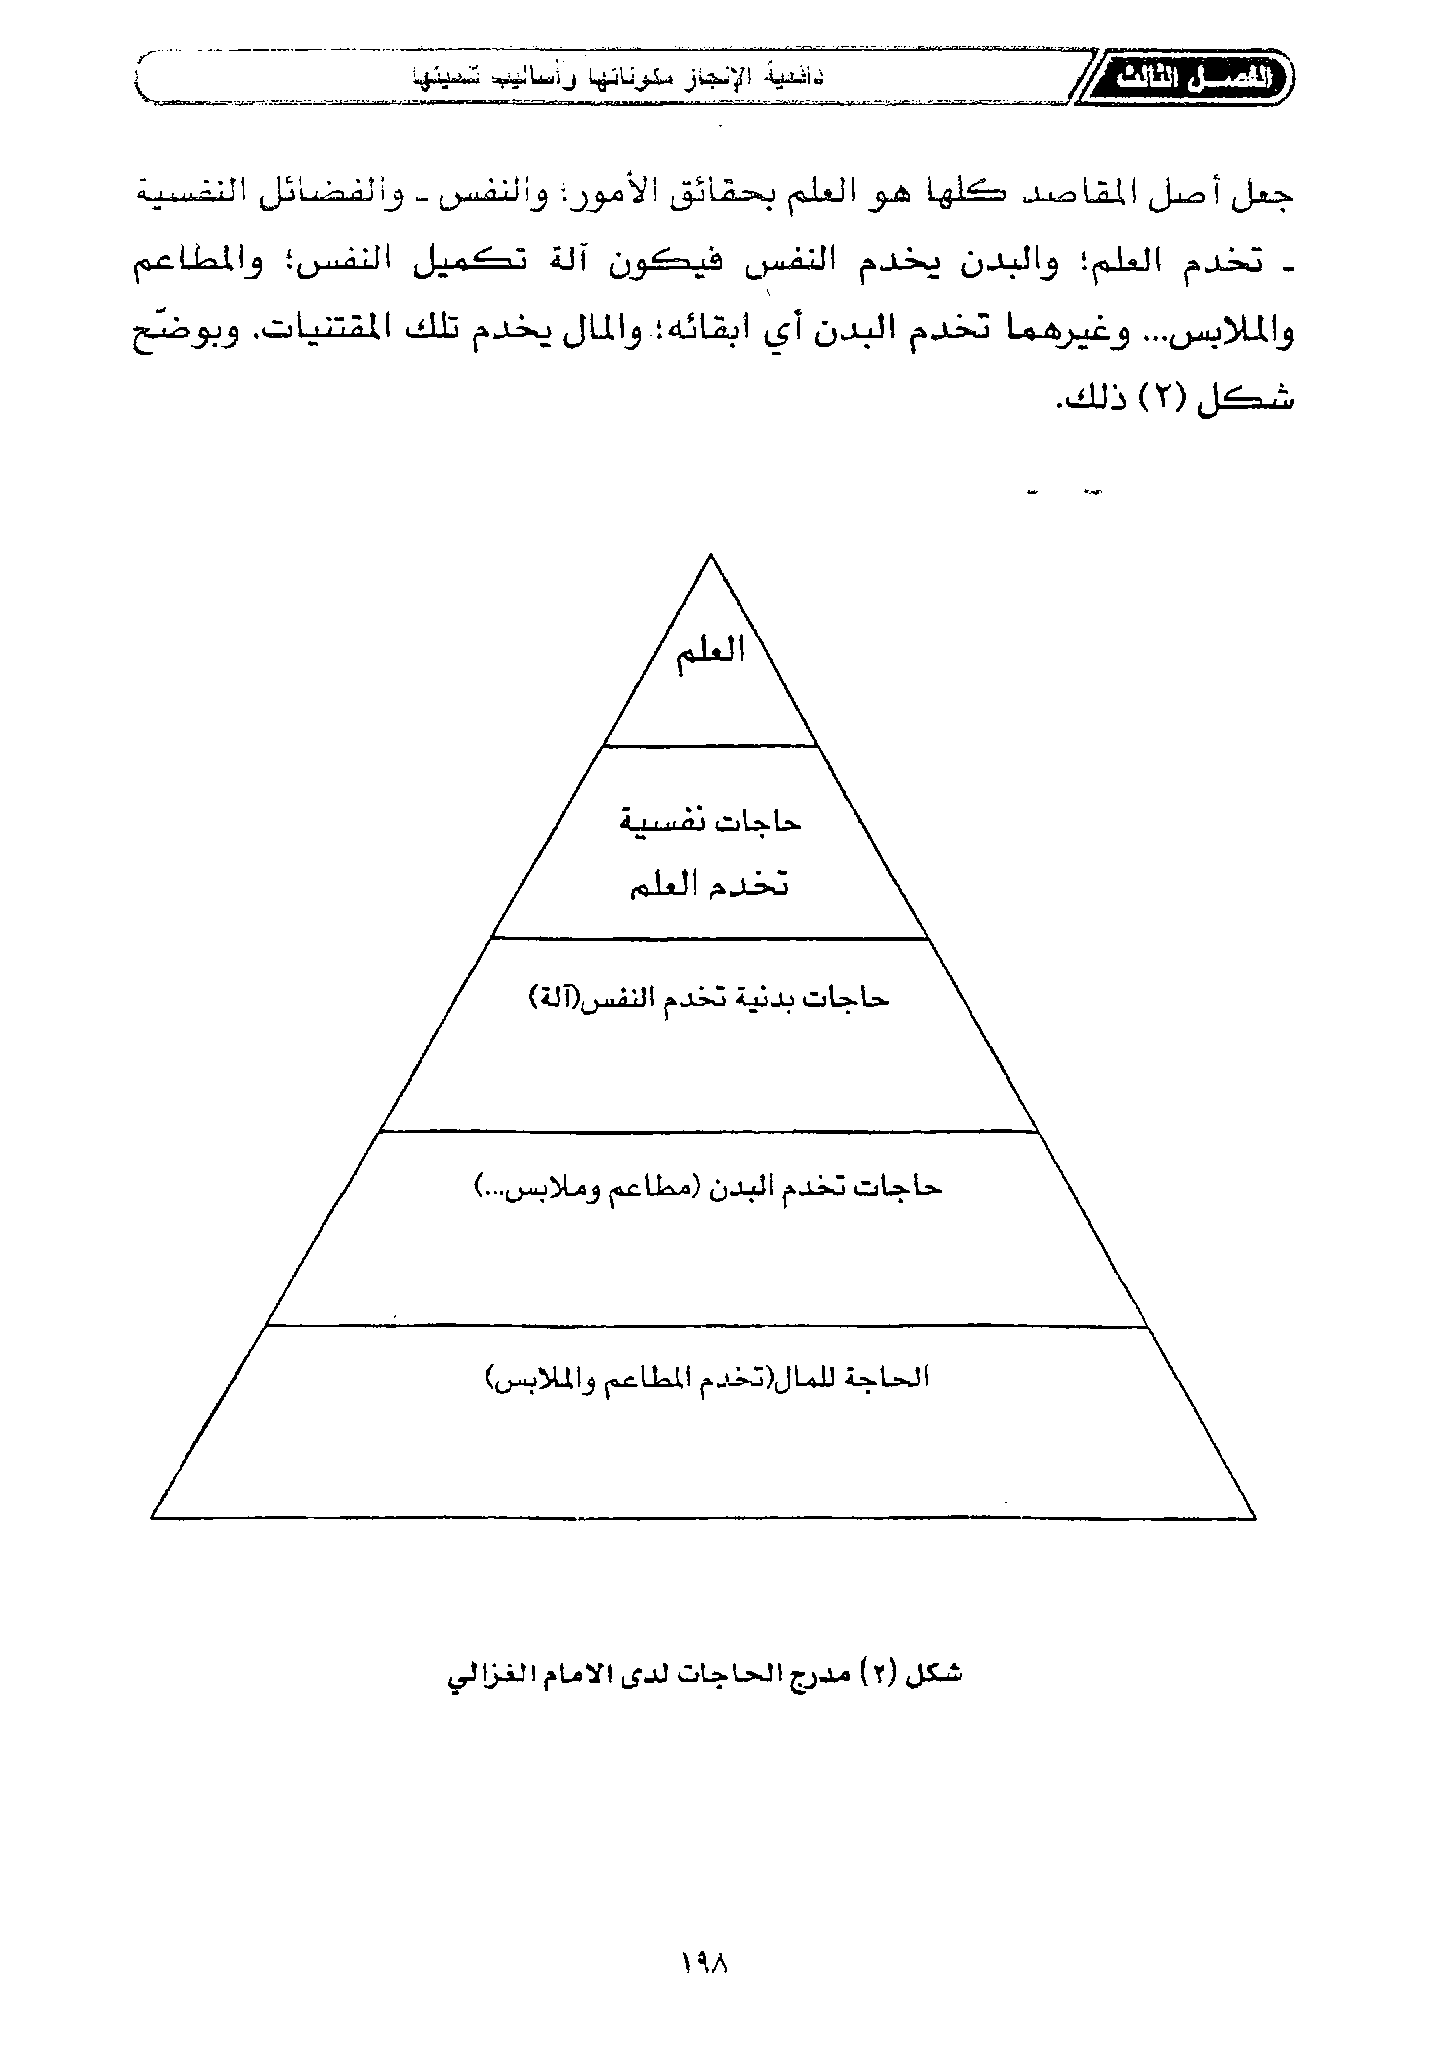 الفصل الثالث
دافعية الإنجاز مكوناتها وأساليب تنميتها
جعل أصل المقاصد كلها هو العلم بحقائق الأمور؛ والنفس - والفضائل النفسية
- تخدم العلم؛ والبدن يخدم النفس فيكون آلة تكميل النفس؛ والمطاعم
والملابس... وغيرهما تخدم البدن أي ابقائه؛ والمال يخدم تلك المقتنيات. ويوضّح
شكل (٢) ذلك.
العلم
حاجات نفسية
تخدم العلم
حاجات بدنية تخدم النفس(آلة)
حاجات تخدم البدن (مطاعم وملابس...)
الحاجة للمال(تخدم المطاعم والملابس)
شكل (٢) مدرج الحاجات لدى الامام الغزالي
١٩٨